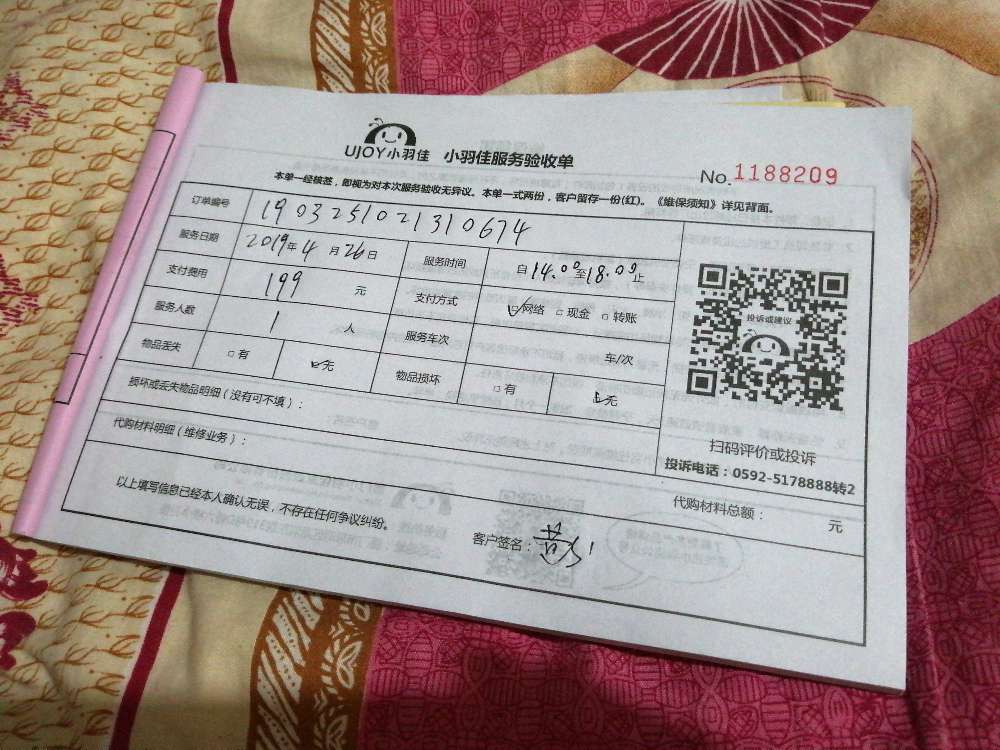 UJOY小羽佳 小羽佳服务验收单
No.1188209
本单一经核签，即视为对本次服务验收无异议。本单一式两份，客户留存一份(红)。《维保须知》详见背面。
订单编号 1903251021310674
服务日期 2019年4月26日 服务时间 自14.00至18.00止
支付费用 199 元 支付方式 网络 现金 转账
服务人数 1 人 服务车次 车/次
物品丢失 有 无 物品损坏 有 无
损坏或丢失物品明细（没有可不填）：
代购材料明细（维修业务）：
投诉或建议
扫码评价或投诉
投诉电话：0592-5178888转2
代购材料总额： 元
以上填写信息已经本人确认无误，不存在任何争议纠纷。
客户签名：